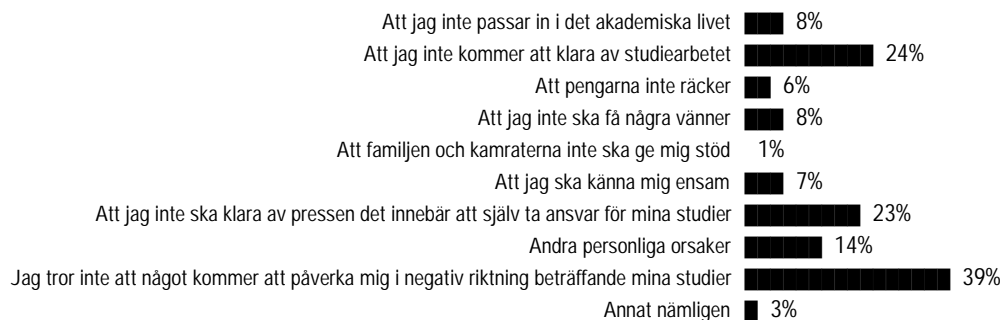 Att jag inte passar in i det akademiska livet 8%
Att jag inte kommer att klara av studiearbetet 24%
Att pengarna inte räcker 6%
Att jag inte ska få några vänner 8%
Att familjen och kamraterna inte ska ge mig stöd 1%
Att jag ska känna mig ensam 7%
Att jag inte ska klara av pressen det innebär att själv ta ansvar för mina studier 23%
Andra personliga orsaker 14%
Jag tror inte att något kommer att påverka mig i negativ riktning beträffande mina studier 39%
Annat nämligen 3%